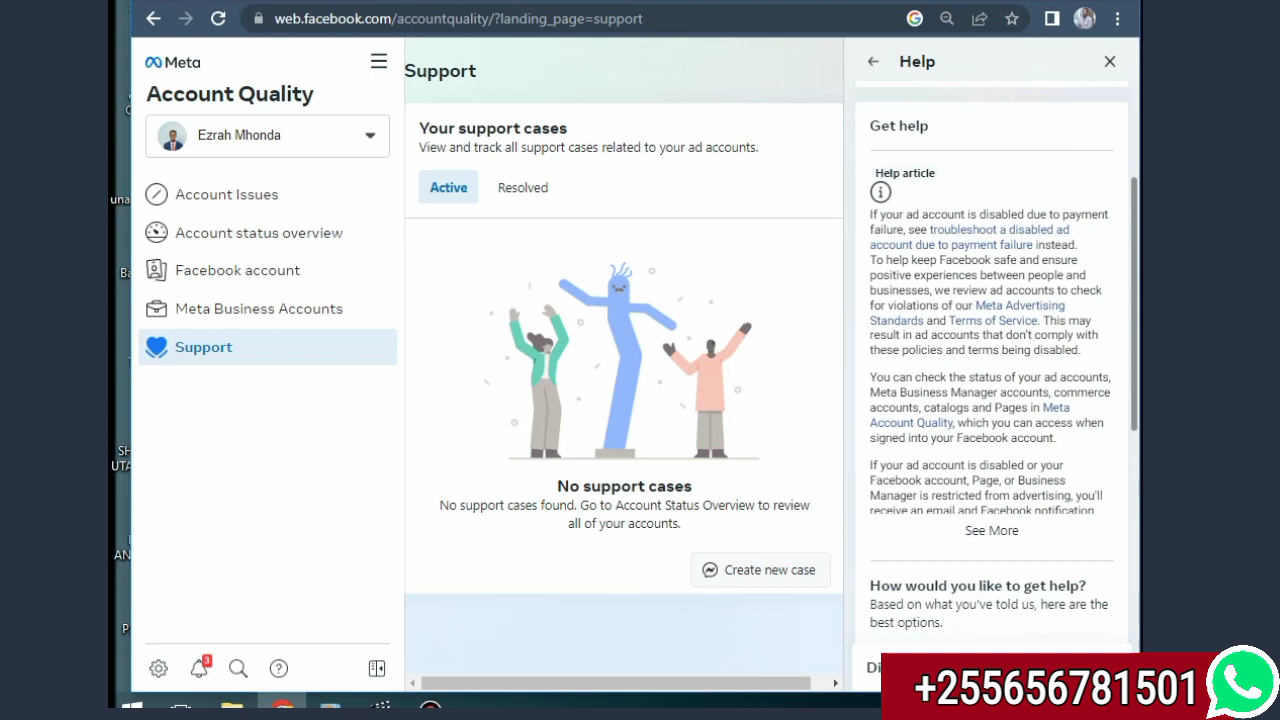 web.facebook.com/accountquality/?landing_page=support
Meta
Account Quality
Ezrah Mhonda
Account Issues
Account status overview
Facebook account
Meta Business Accounts
Support
3
Support
Your support cases
View and track all support cases related to your ad accounts.
Active
Resolved
No support cases
No support cases found. Go to Account Status Overview to review
all of your accounts.
Create new case
Help
Get help
Help article
If your ad account is disabled due to payment
failure, see troubleshoot a disabled ad
account due to payment failure instead.
To help keep Facebook safe and ensure
positive experiences between people and
businesses, we review ad accounts to check
for violations of our Meta Advertising
Standards and Terms of Service. This may
result in ad accounts that don't comply with
these policies and terms being disabled.
You can check the status of your ad accounts,
Meta Business Manager accounts, commerce
accounts, catalogs and Pages in Meta
Account Quality, which you can access when
signed into your Facebook account.
If your ad account is disabled or your
Facebook account, Page, or Business
Manager is restricted from advertising, you'll
receive an email and Facebook notification
See More
How would you like to get help?
Based on what you've told us, here are the
best options.
+255656781501